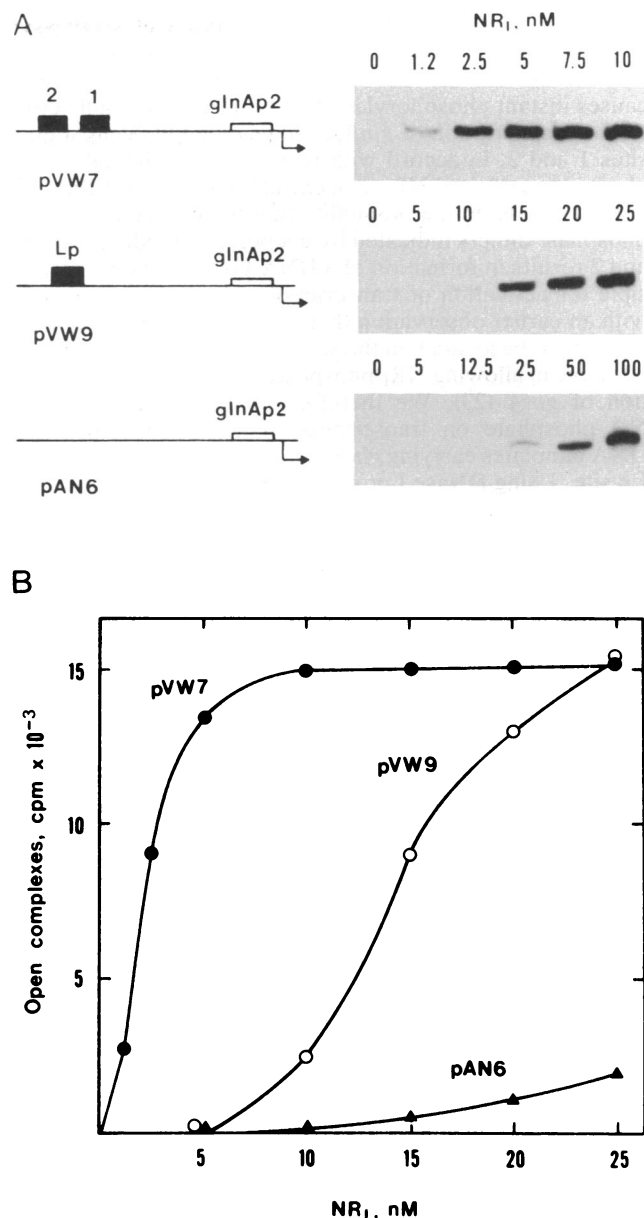 A
NR_I, nM
0 1.2 2.5 5 7.5 10
2 1 glnAp2
pVW7
0 5 10 15 20 25
Lp glnAp2
pVW9
0 5 12.5 25 50 100
glnAp2
pAN6
B
Open complexes, cpm x 10⁻³
15
10
5
pVW7
pVW9
pAN6
5 10 15 20 25
NR_I, nM